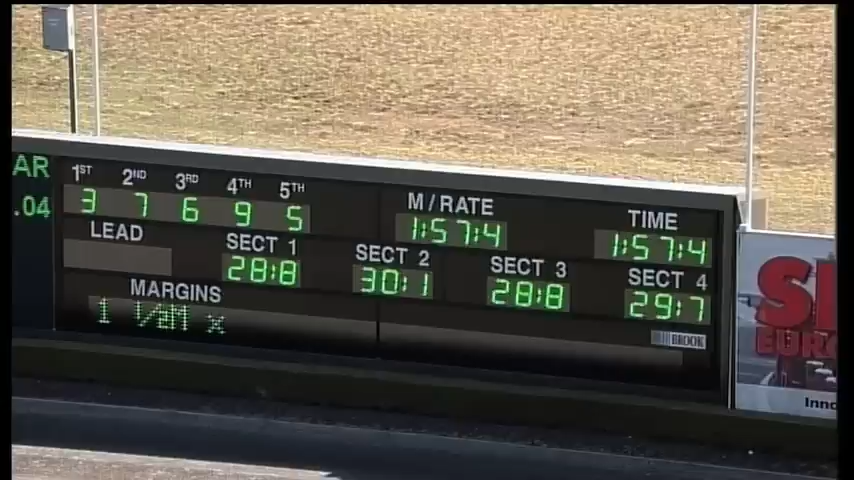 AR
.04
1ST 2ND 3RD 4TH 5TH
3 7 6 9 5
M/RATE
1:57:4
TIME
1:57:4
LEAD
SECT 1
28:8
SECT 2
30:1
SECT 3
28:8
SECT 4
29:7
MARGINS
1
BROOK
S
EUR
Inno